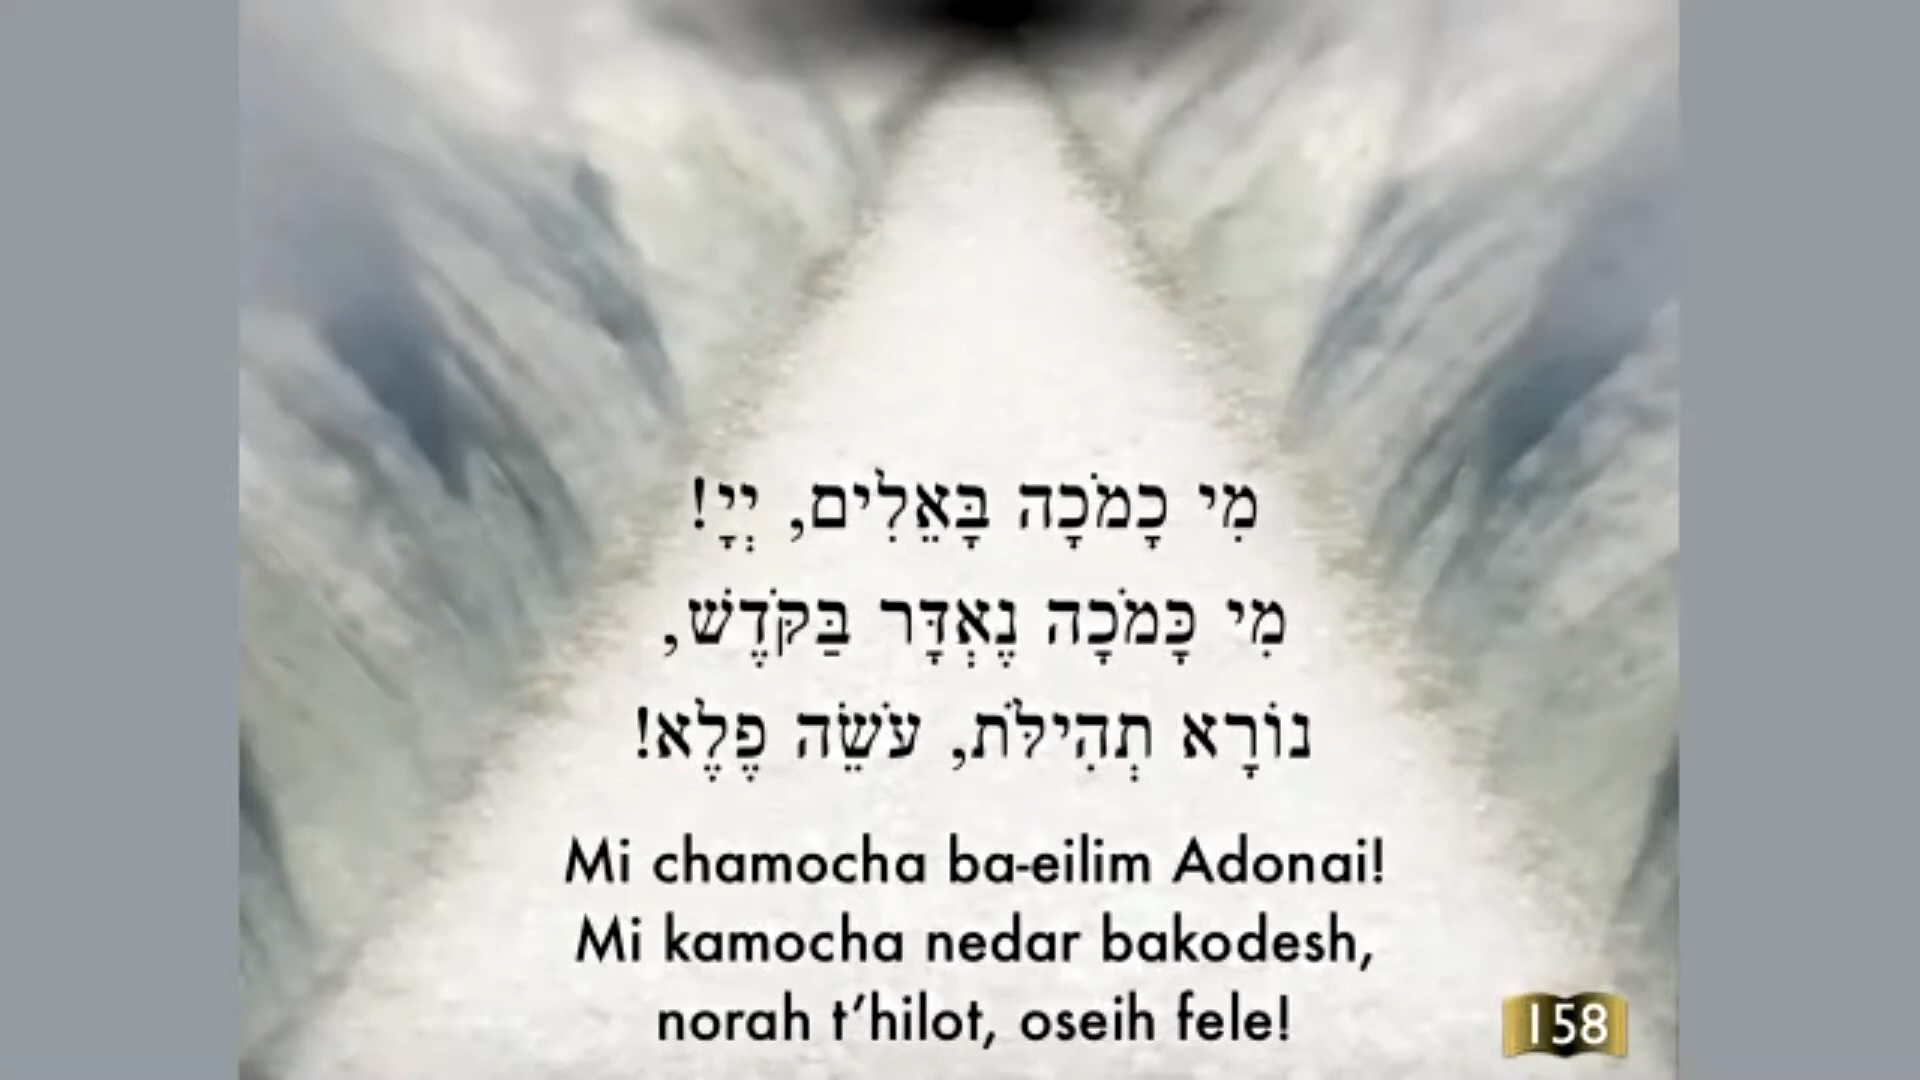 מִי כָמֹכָה בָּאֵלִים, יְיָ!
מִי כָּמֹכָה נֶאְדָּר בַּקֹּדֶשׁ,
נוֹרָא תְהִילֹּת, עֹשֵׂה פֶלֶא!
Mi chamocha ba-eilim Adonai!
Mi kamocha nedar bakodesh,
norah t’hilot, oseih fele!
158